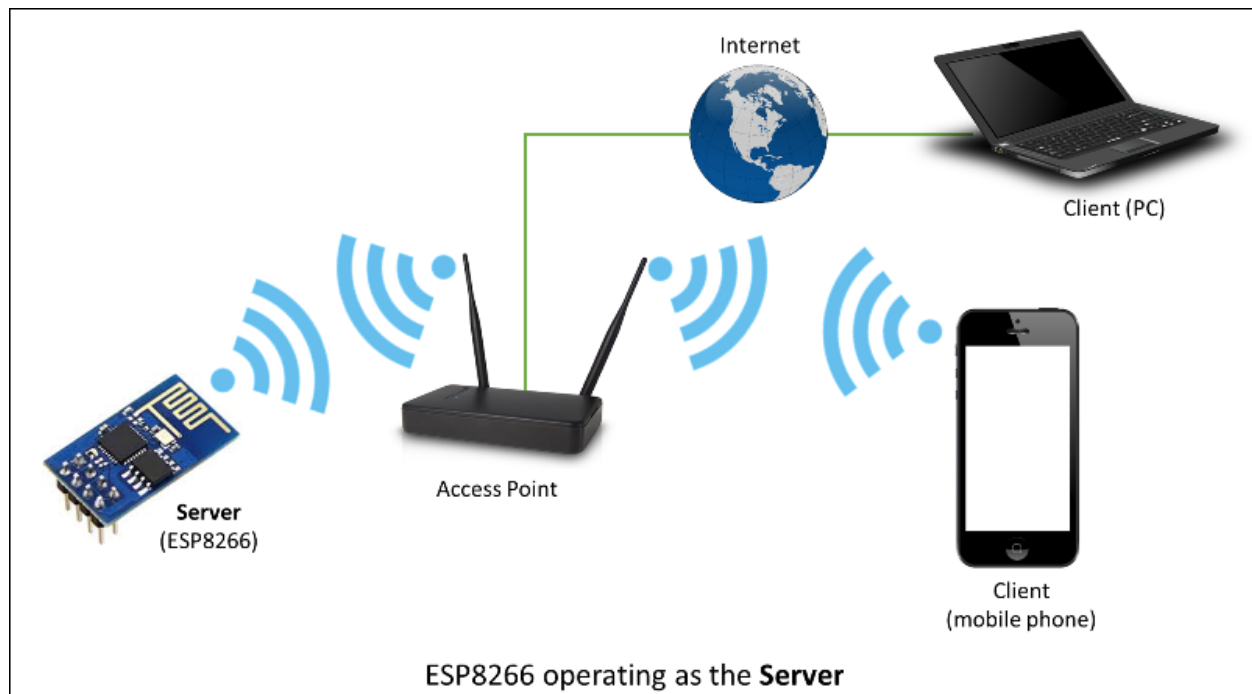 Internet
Client (PC)
Access Point
Server
(ESP8266)
Client
(mobile phone)
ESP8266 operating as the Server